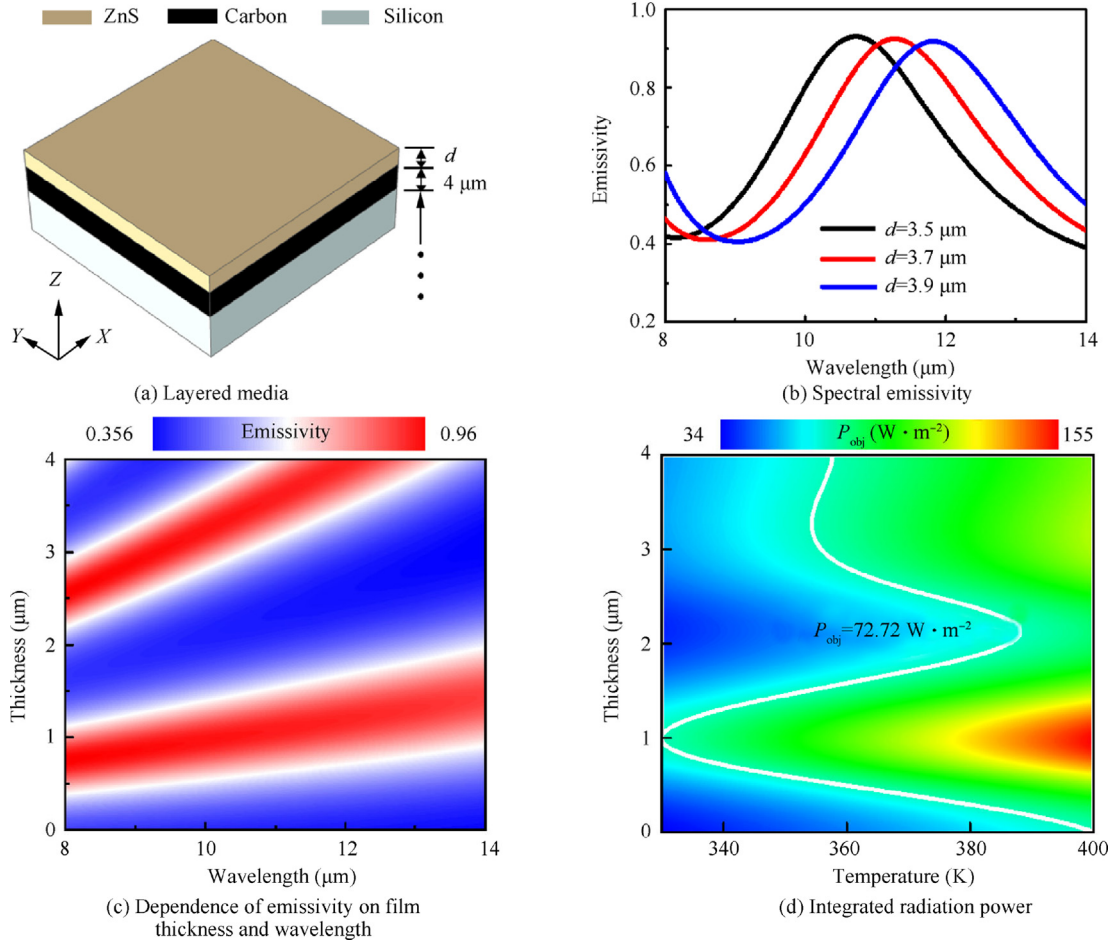 ZnS Carbon Silicon
d
4 μm
Z
Y X
(a) Layered media
1.0
0.8
0.6
0.4
0.2
Emissivity
d=3.5 μm
d=3.7 μm
d=3.9 μm
8 10 12 14
Wavelength (μm)
(b) Spectral emissivity
0.356 Emissivity 0.96
4
3
2
1
0
Thickness (μm)
8 10 12 14
Wavelength (μm)
(c) Dependence of emissivity on film
thickness and wavelength
34 Pobj (W · m⁻²) 155
4
3
2
1
0
Thickness (μm)
Pobj=72.72 W · m⁻²
340 360 380 400
Temperature (K)
(d) Integrated radiation power